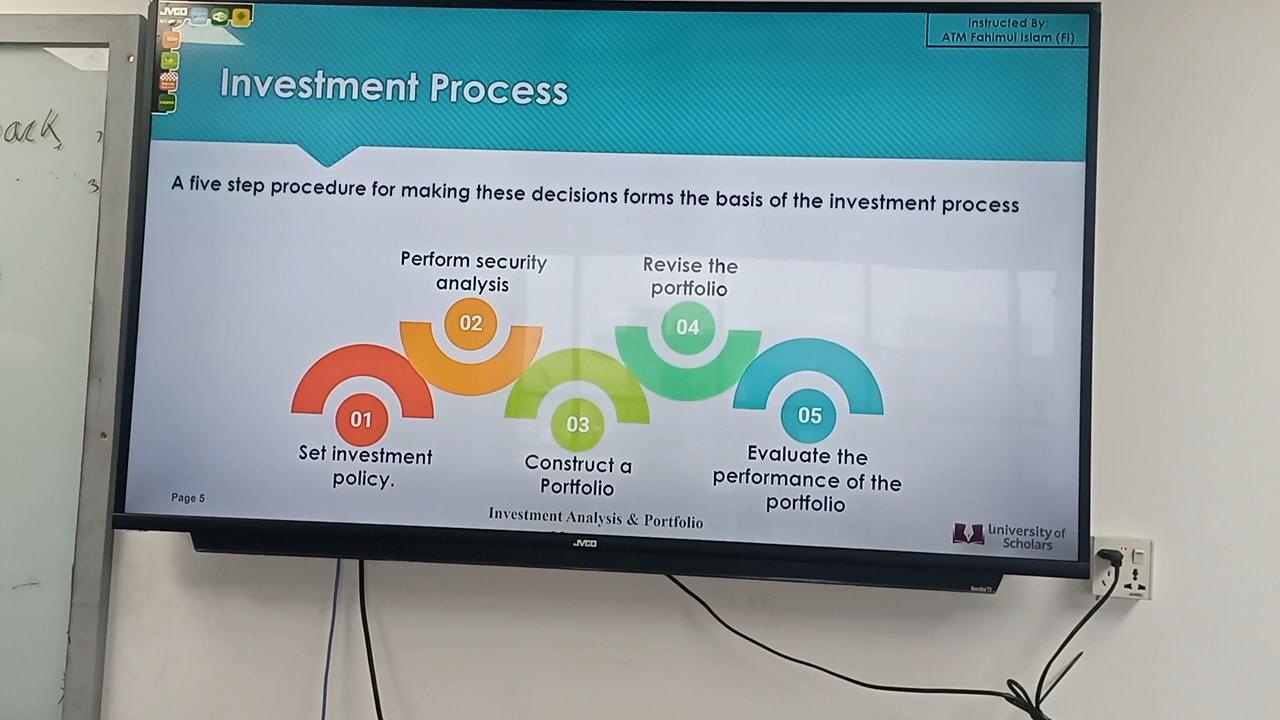 JVCO
Instructed By:
ATM Fahimul Islam (FI)
Investment Process
ack
3
A five step procedure for making these decisions forms the basis of the investment process
Perform security
analysis
Revise the
portfolio
02
04
01
03
05
Set investment
policy.
Construct a
Portfolio
Evaluate the
performance of the
portfolio
Page 5
Investment Analysis & Portfolio
University of
Scholars
JVCO